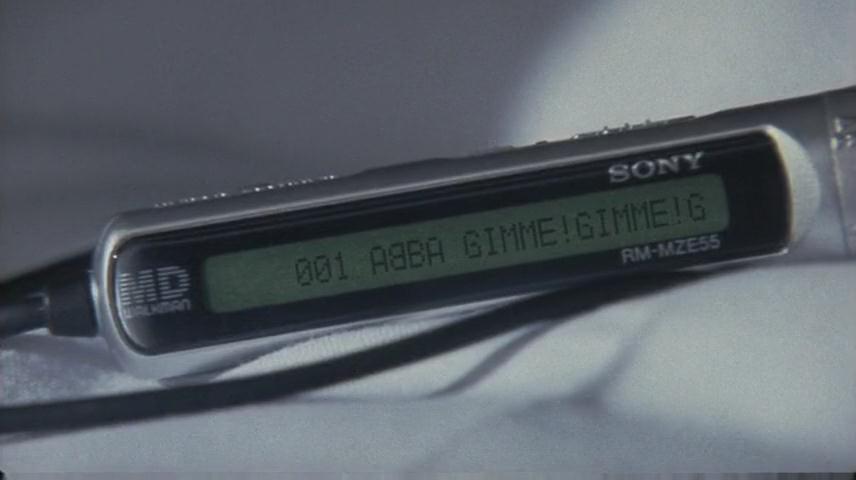 SONY
001 ABBA GIMME!GIMME!G
RM-MZE55
MD
WALKMAN